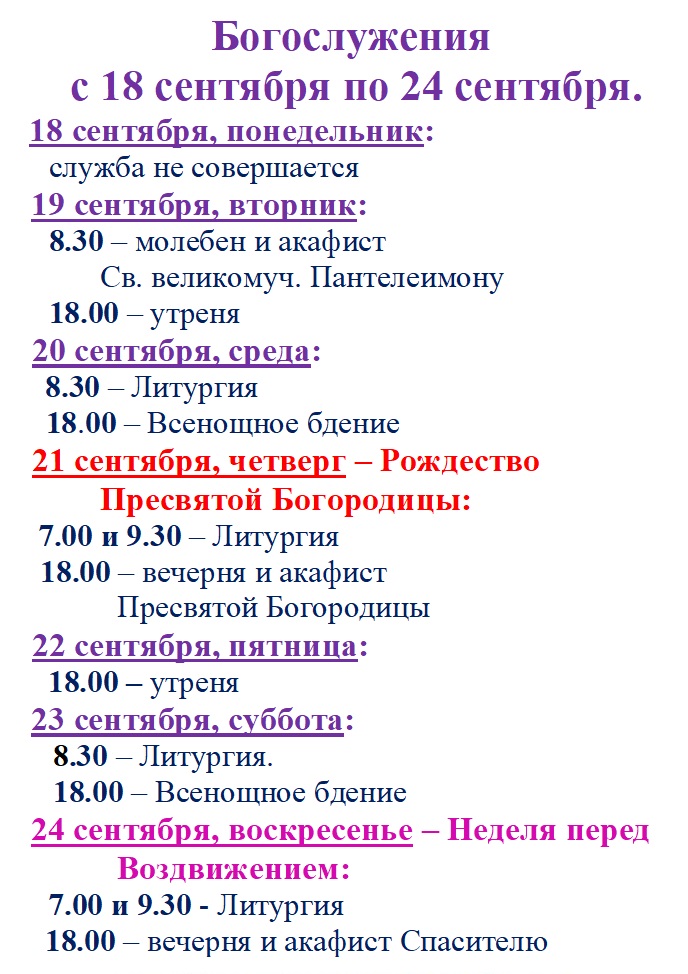 Богослужения
с 18 сентября по 24 сентября.
18 сентября, понедельник:
служба не совершается
19 сентября, вторник:
8.30 – молебен и акафист
Св. великомуч. Пантелеимону
18.00 – утреня
20 сентября, среда:
8.30 – Литургия
18.00 – Всенощное бдение
21 сентября, четверг – Рождество
Пресвятой Богородицы:
7.00 и 9.30 – Литургия
18.00 – вечерня и акафист
Пресвятой Богородицы
22 сентября, пятница:
18.00 – утреня
23 сентября, суббота:
8.30 – Литургия.
18.00 – Всенощное бдение
24 сентября, воскресенье – Неделя перед
Воздвижением:
7.00 и 9.30 - Литургия
18.00 – вечерня и акафист Спасителю